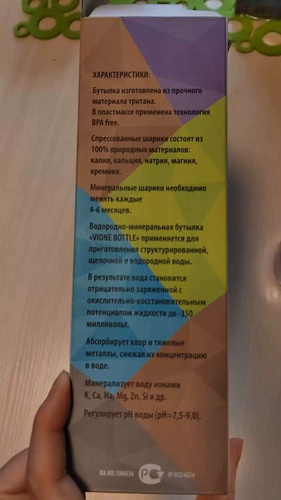 ХАРАКТЕРИСТИКИ:
Бутылка изготовлена из прочного
материала тритана.
В пластмассе применена технология
BPA free.
Спрессованные шарики состоят из
100% природных материалов:
калия, кальция, натрия, магния,
кремния.
Минеральные шарики необходимо
менять каждые
4-6 месяцев.
Водородно-минеральная бутылка
«VIONE BOTTLE» применяется для
приготовления структурированной,
щелочной и водородной воды.
В результате вода становится
отрицательно заряженной с
окислительно-восстановительным
потенциалом жидкости до -350
милливольт.
Абсорбирует хлор и тяжелые
металлы, снижая их концентрацию
в воде.
Минерализует воду ионами
K, Ca, Na, Mg, Zn, Si и др.
Регулирует pH воды (pH=7,5-9,0).